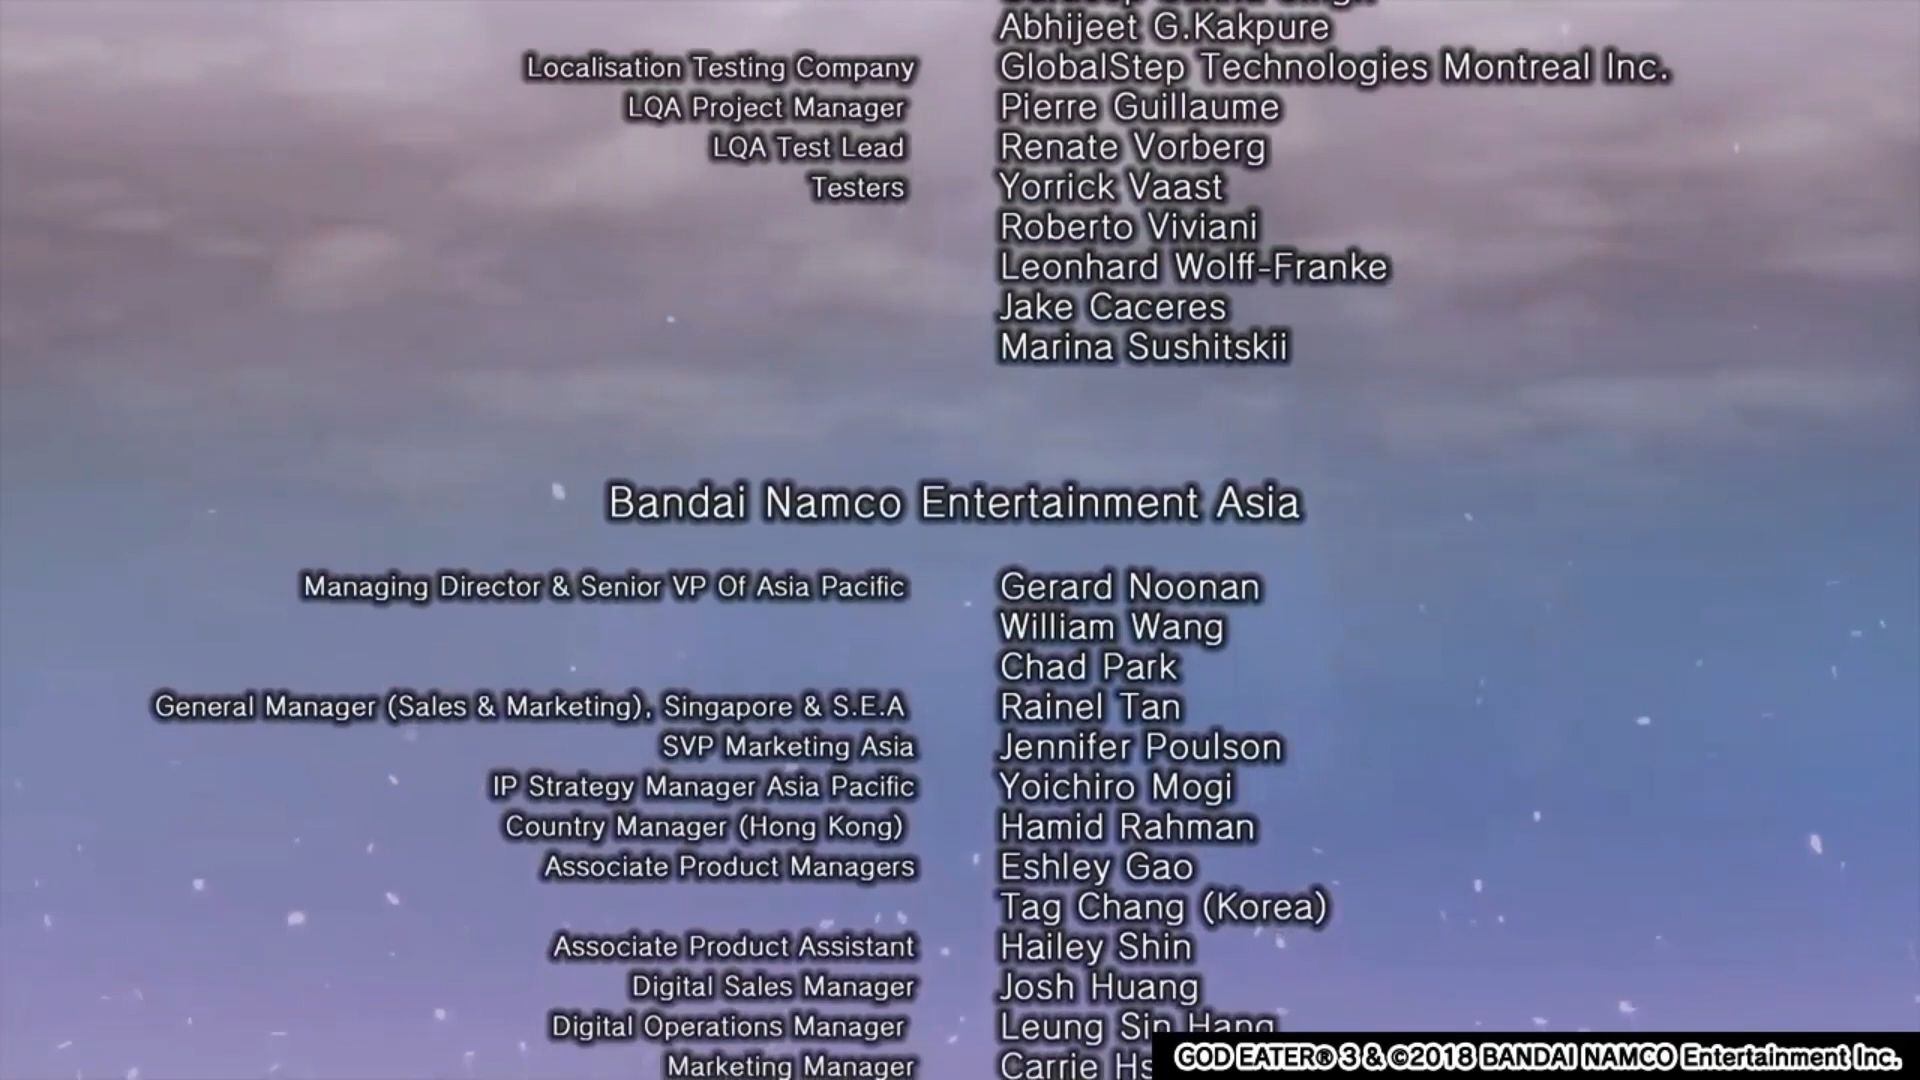 Abhijeet G.Kakpure
Localisation Testing Company GlobalStep Technologies Montreal Inc.
LQA Project Manager Pierre Guillaume
LQA Test Lead Renate Vorberg
Testers Yorrick Vaast
Roberto Viviani
Leonhard Wolff-Franke
Jake Caceres
Marina Sushitskii
Bandai Namco Entertainment Asia
Managing Director & Senior VP Of Asia Pacific Gerard Noonan
William Wang
Chad Park
General Manager (Sales & Marketing), Singapore & S.E.A Rainel Tan
SVP Marketing Asia Jennifer Poulson
IP Strategy Manager Asia Pacific Yoichiro Mogi
Country Manager (Hong Kong) Hamid Rahman
Associate Product Managers Eshley Gao
Tag Chang (Korea)
Associate Product Assistant Hailey Shin
Digital Sales Manager Josh Huang
Digital Operations Manager Leung Sin Hang
Marketing Manager Carrie
GOD EATER® 3 & ©2018 BANDAI NAMCO Entertainment Inc.